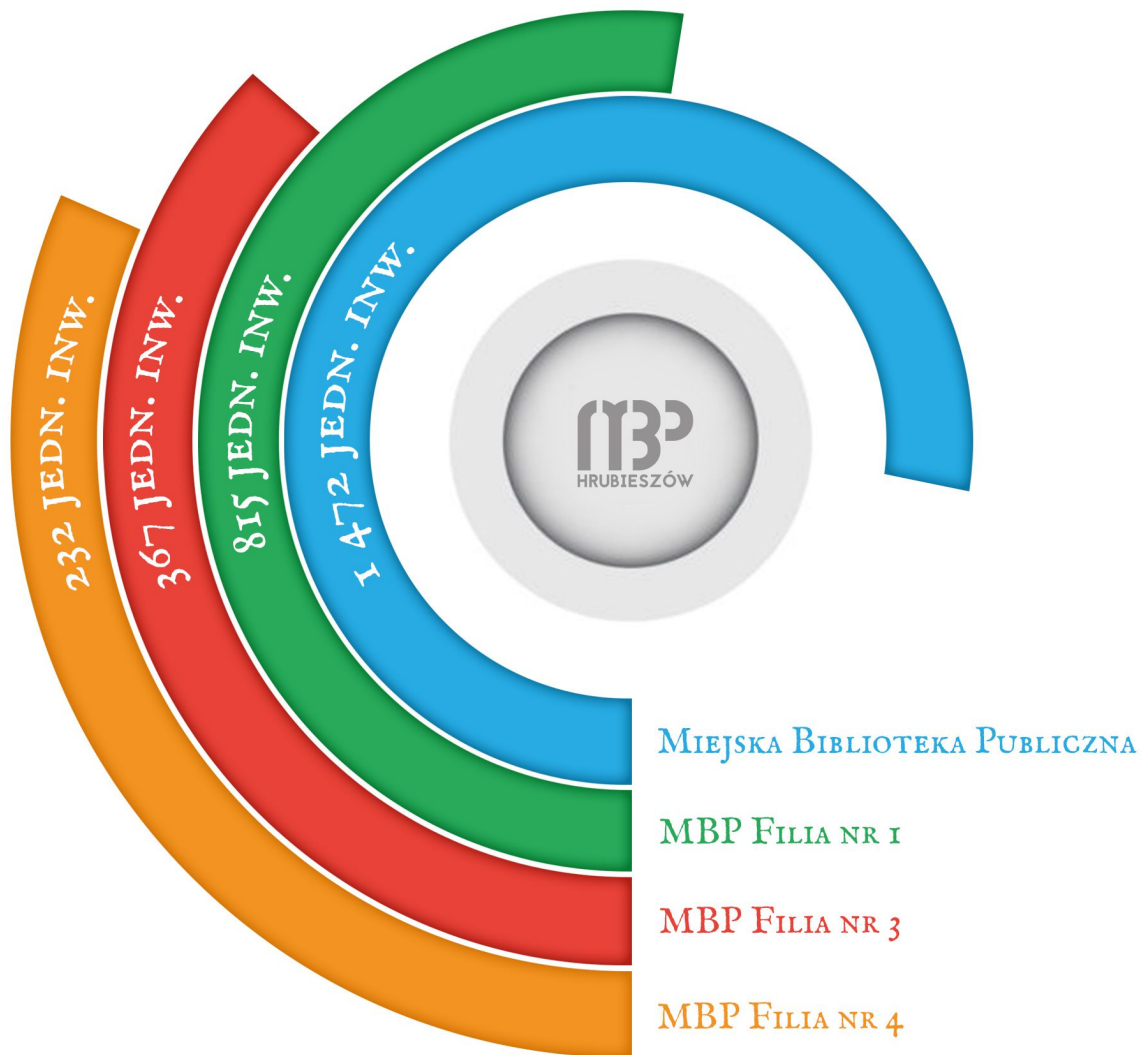 232 jedn. inw.
367 jedn. inw.
815 jedn. inw.
1 472 jedn. inw.
MBP
HRUBIESZÓW
Miejska Biblioteka Publiczna
MBP Filia nr 1
MBP Filia nr 3
MBP Filia nr 4